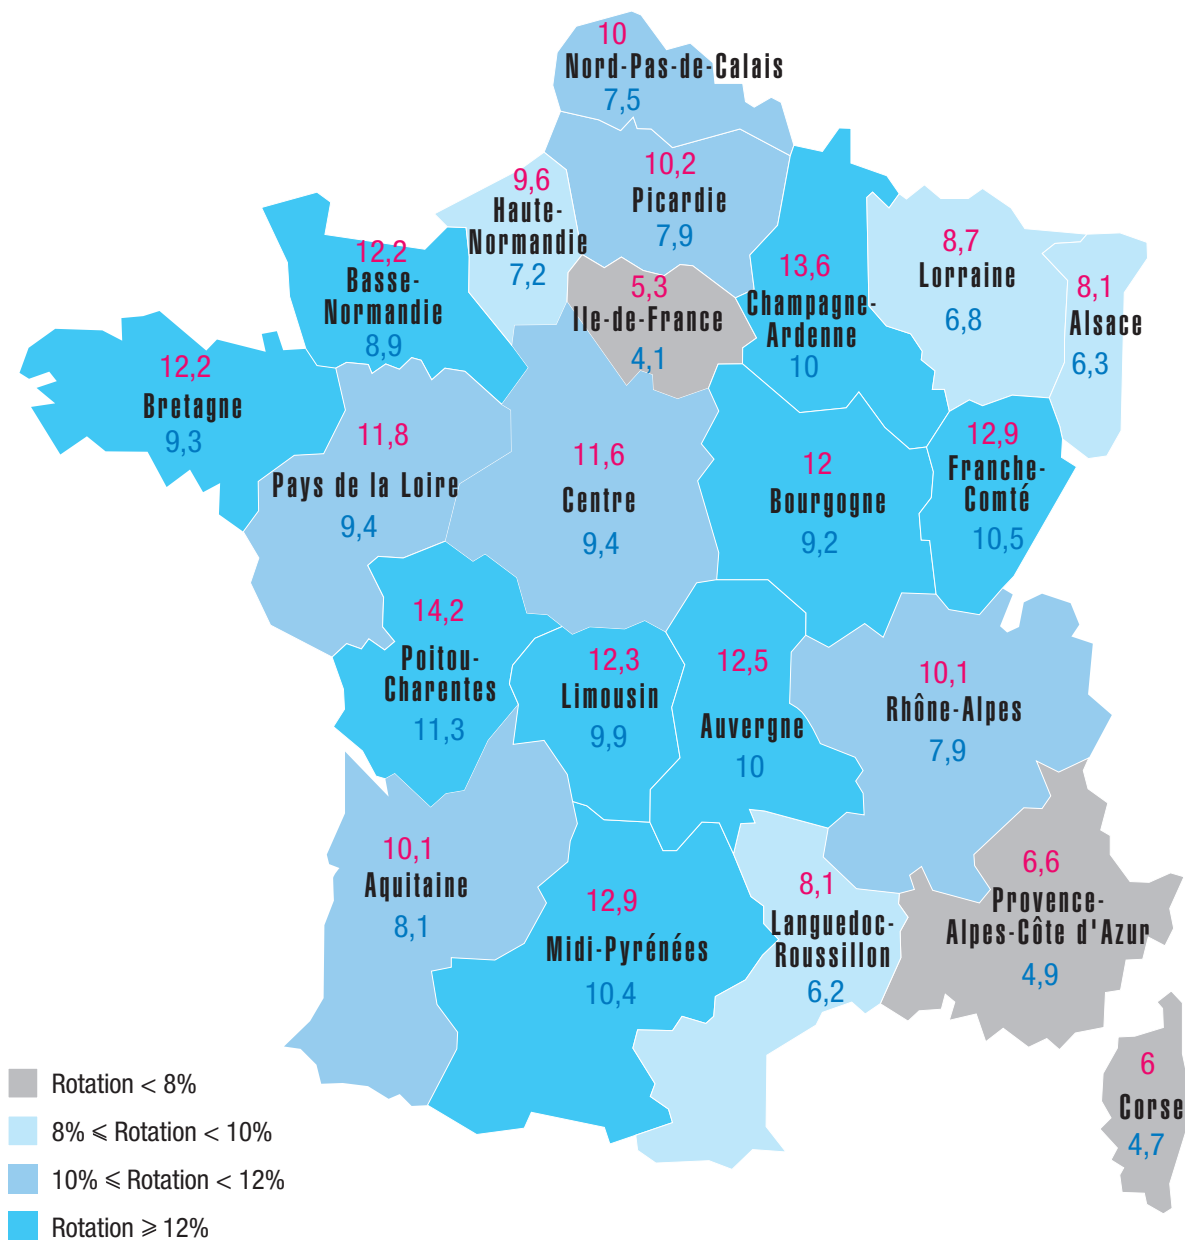 10
Nord-Pas-de-Calais
7,5
10,2
Picardie
7,9
9,6
Haute-
Normandie
7,2
12,2
Basse-
Normandie
8,9
5,3
Ile-de-France
4,1
13,6
Champagne-
Ardenne
10
8,7
Lorraine
6,8
8,1
Alsace
6,3
12,2
Bretagne
9,3
11,8
Pays de la Loire
9,4
11,6
Centre
9,4
12
Bourgogne
9,2
12,9
Franche-
Comté
10,5
14,2
Poitou-
Charentes
11,3
12,3
Limousin
9,9
12,5
Auvergne
10
10,1
Rhône-Alpes
7,9
10,1
Aquitaine
8,1
12,9
Midi-Pyrénées
10,4
8,1
Languedoc-
Roussillon
6,2
6,6
Provence-
Alpes-Côte d'Azur
4,9
6
Corse
4,7
Rotation < 8%
8% ⩽ Rotation < 10%
10% ⩽ Rotation < 12%
Rotation ⩾ 12%